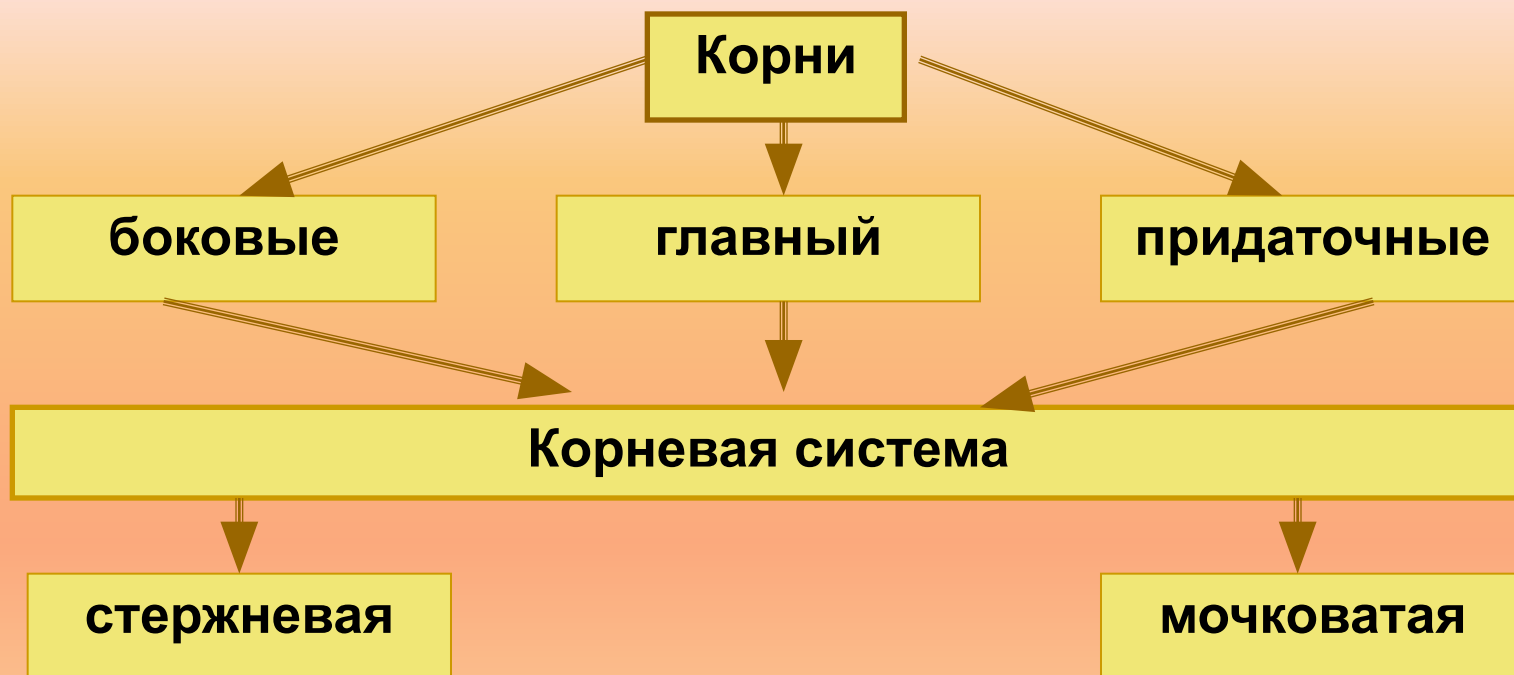 Корни
боковые
главный
придаточные
Корневая система
стержневая
мочковатая